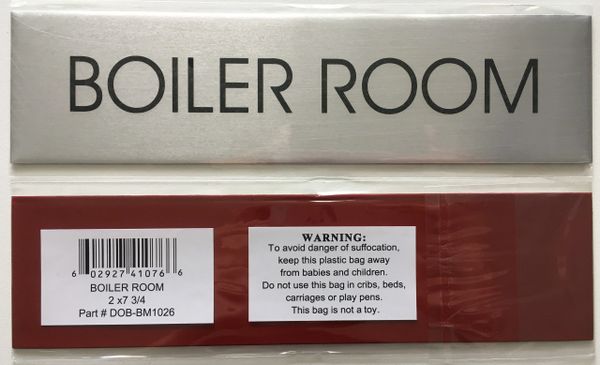 BOILER ROOM
6 02927 41076 6
BOILER ROOM
2 x7 3/4
Part # DOB-BM1026
WARNING:
To avoid danger of suffocation,
keep this plastic bag away
from babies and children.
Do not use this bag in cribs, beds,
carriages or play pens.
This bag is not a toy.